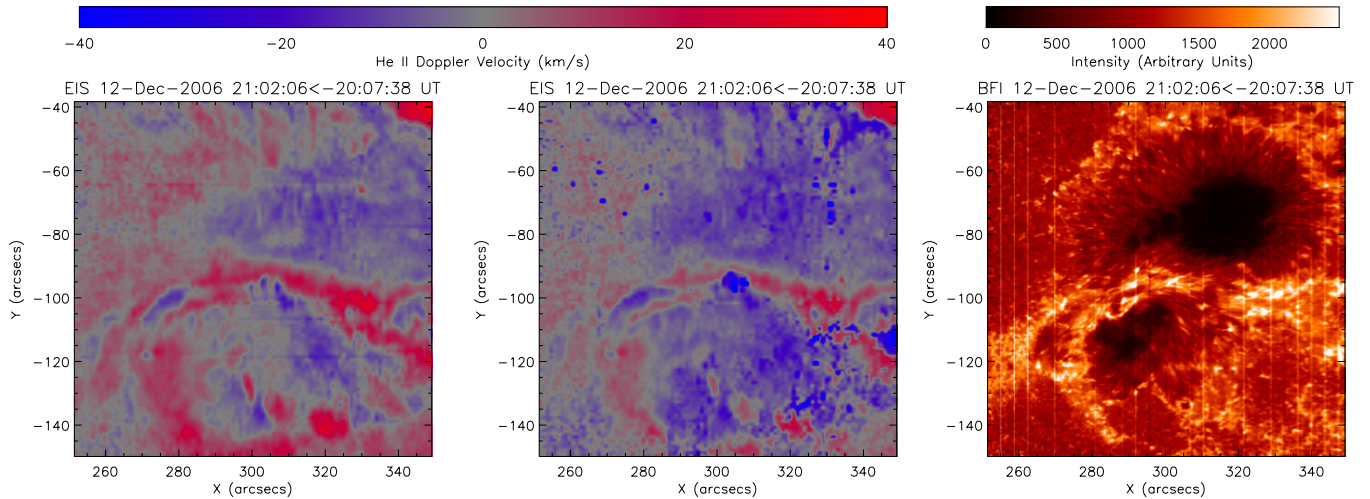 −40 −20 0 20 40
He II Doppler Velocity (km/s)
0 500 1000 1500 2000
Intensity (Arbitrary Units)
EIS 12−Dec−2006 21:02:06<−20:07:38 UT
−40
−60
−80
−100
−120
−140
Y (arcsecs)
260 280 300 320 340
X (arcsecs)
EIS 12−Dec−2006 21:02:06<−20:07:38 UT
−40
−60
−80
−100
−120
−140
Y (arcsecs)
260 280 300 320 340
X (arcsecs)
BFI 12−Dec−2006 21:02:06<−20:07:38 UT
−40
−60
−80
−100
−120
−140
Y (arcsecs)
260 280 300 320 340
X (arcsecs)